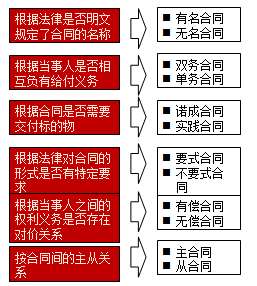 根据法律是否明文
规定了合同的名称
■ 有名合同
■ 无名合同
根据当事人是否相
互负有给付义务
■ 双务合同
■ 单务合同
根据合同是否需要
交付标的物
■ 诺成合同
■ 实践合同
根据法律对合同的
形式是否有特定要
求
■ 要式合同
■ 不要式合
同
根据当事人之间的
权利义务是否存在
对价关系
■ 有偿合同
■ 无偿合同
按合同间的主从关
系
■ 主合同
■ 从合同